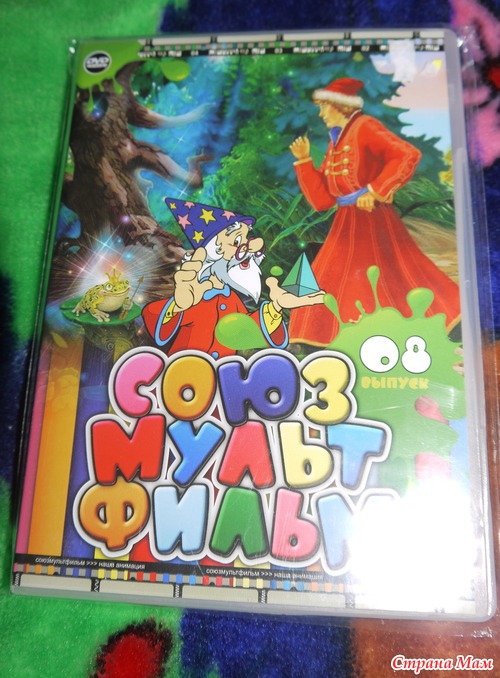 DVD
08
ВЫПУСК
СОЮЗ
МУЛЬТ
ФИЛЬМ
союзмультфильм >>> наша анимация
союзмультфильм >>> наша анимация
Страна Мам